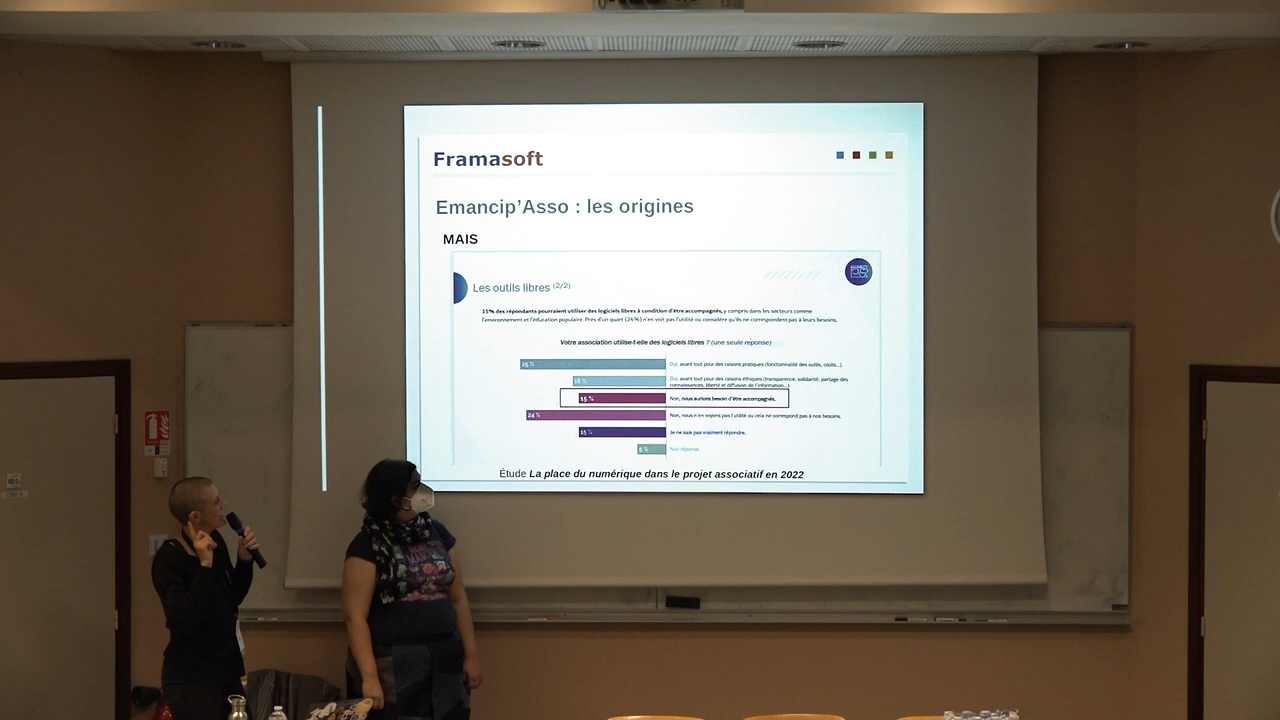 Framasoft
Emancip'Asso : les origines
MAIS
Les outils libres (2/2)
15% des répondants pourraient utiliser des logiciels libres à condition d'être accompagnés, y compris dans les secteurs comme
l'environnement et l'éducation populaire. Près d'un quart (24%) n'en voit pas l'utilité ou considère qu'ils ne correspondent pas à leurs besoins.
Votre association utilise-t-elle des logiciels libres ? (une seule réponse)
25 % Oui, avant tout pour des raisons pratiques (fonctionnalité des outils, coûts...).
16 % Oui, avant tout pour des raisons éthiques (transparence, solidarité, partage des
connaissances, liberté et diffusion de l'information...).
15 % Non, nous aurions besoin d'être accompagnés.
24 % Non, nous n'en voyons pas l'utilité ou cela ne correspond pas à nos besoins.
15 % Je ne sais pas vraiment répondre.
5 % Non réponse.
Étude La place du numérique dans le projet associatif en 2022